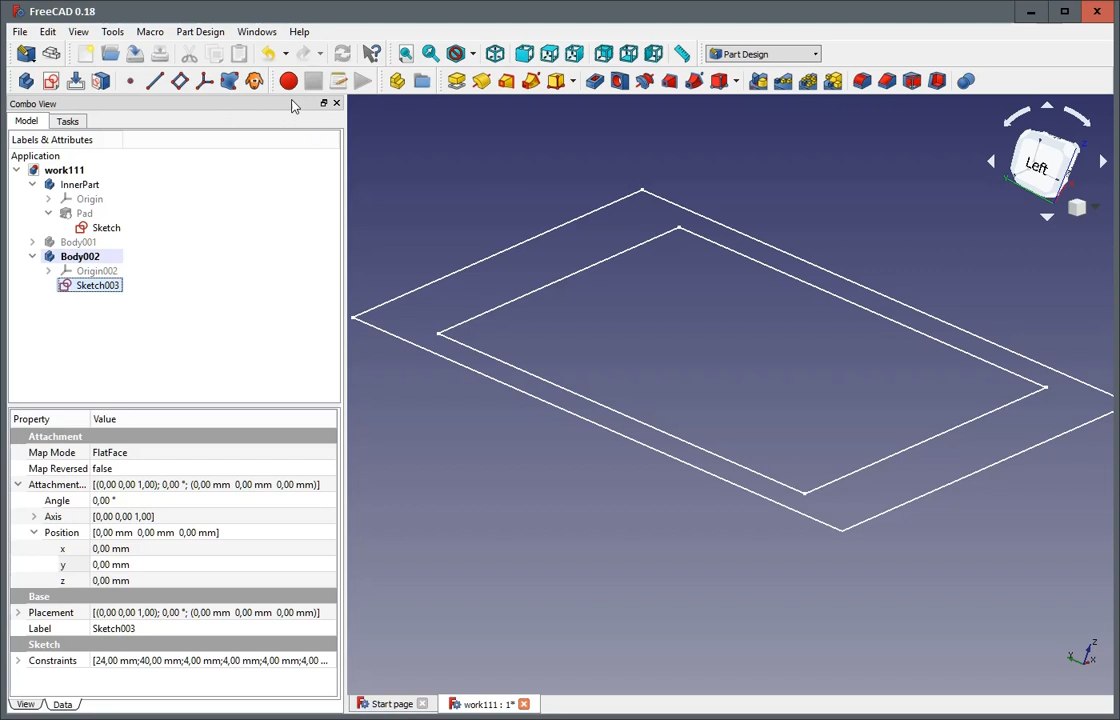 FreeCAD 0.18
File Edit View Tools Macro Part Design Windows Help
Part Design
Combo View
Model Tasks
Labels & Attributes
Application
work111
InnerPart
Origin
Pad
Sketch
Body001
Body002
Origin002
Sketch003
Property Value
Attachment
Map Mode FlatFace
Map Reversed false
Attachment... [(0,00 0,00 1,00); 0,00 °; (0,00 mm 0,00 mm 0,00 mm)]
Angle 0,00 °
Axis [0,00 0,00 1,00]
Position [0,00 mm 0,00 mm 0,00 mm]
x 0,00 mm
y 0,00 mm
z 0,00 mm
Base
Placement [(0,00 0,00 1,00); 0,00 °; (0,00 mm 0,00 mm 0,00 mm)]
Label Sketch003
Sketch
Constraints [24,00 mm;40,00 mm;4,00 mm;4,00 mm;4,00 mm;4,00 ...
View Data
Left
Z
Y
X
Start page
work111 : 1*